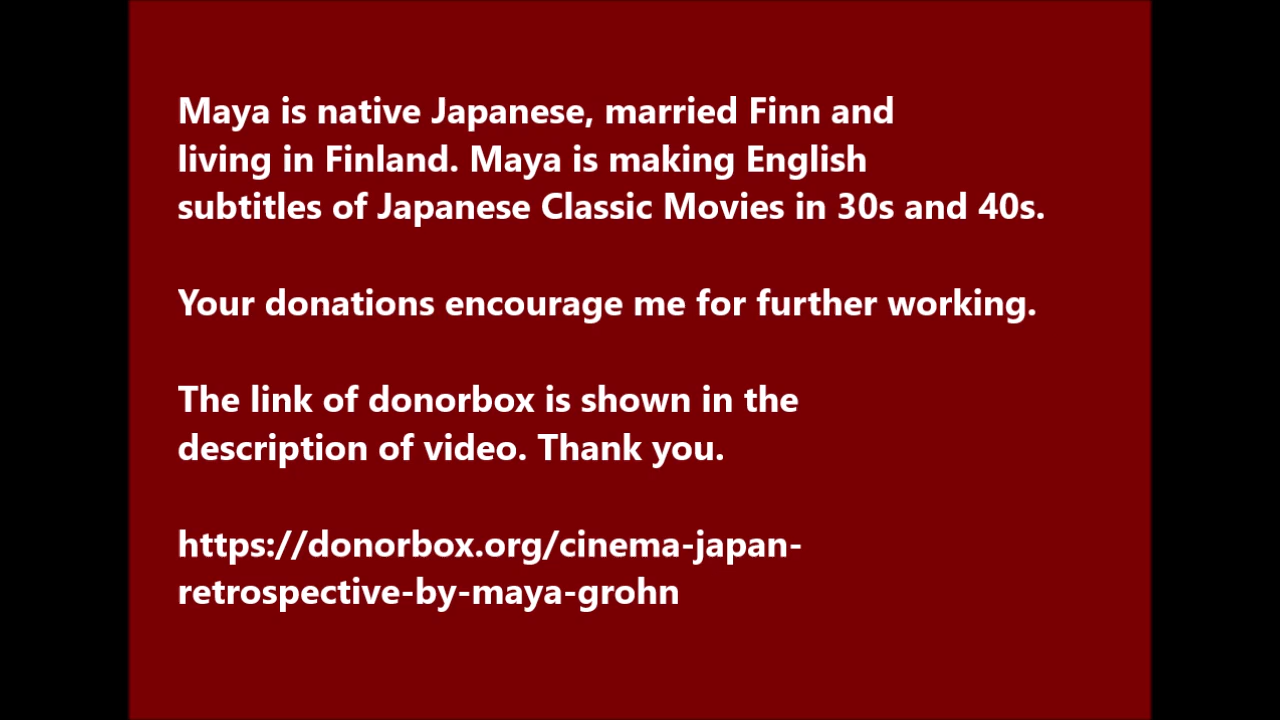 Maya is native Japanese, married Finn and
living in Finland. Maya is making English
subtitles of Japanese Classic Movies in 30s and 40s.
Your donations encourage me for further working.
The link of donorbox is shown in the
description of video. Thank you.
https://donorbox.org/cinema-japan-
retrospective-by-maya-grohn